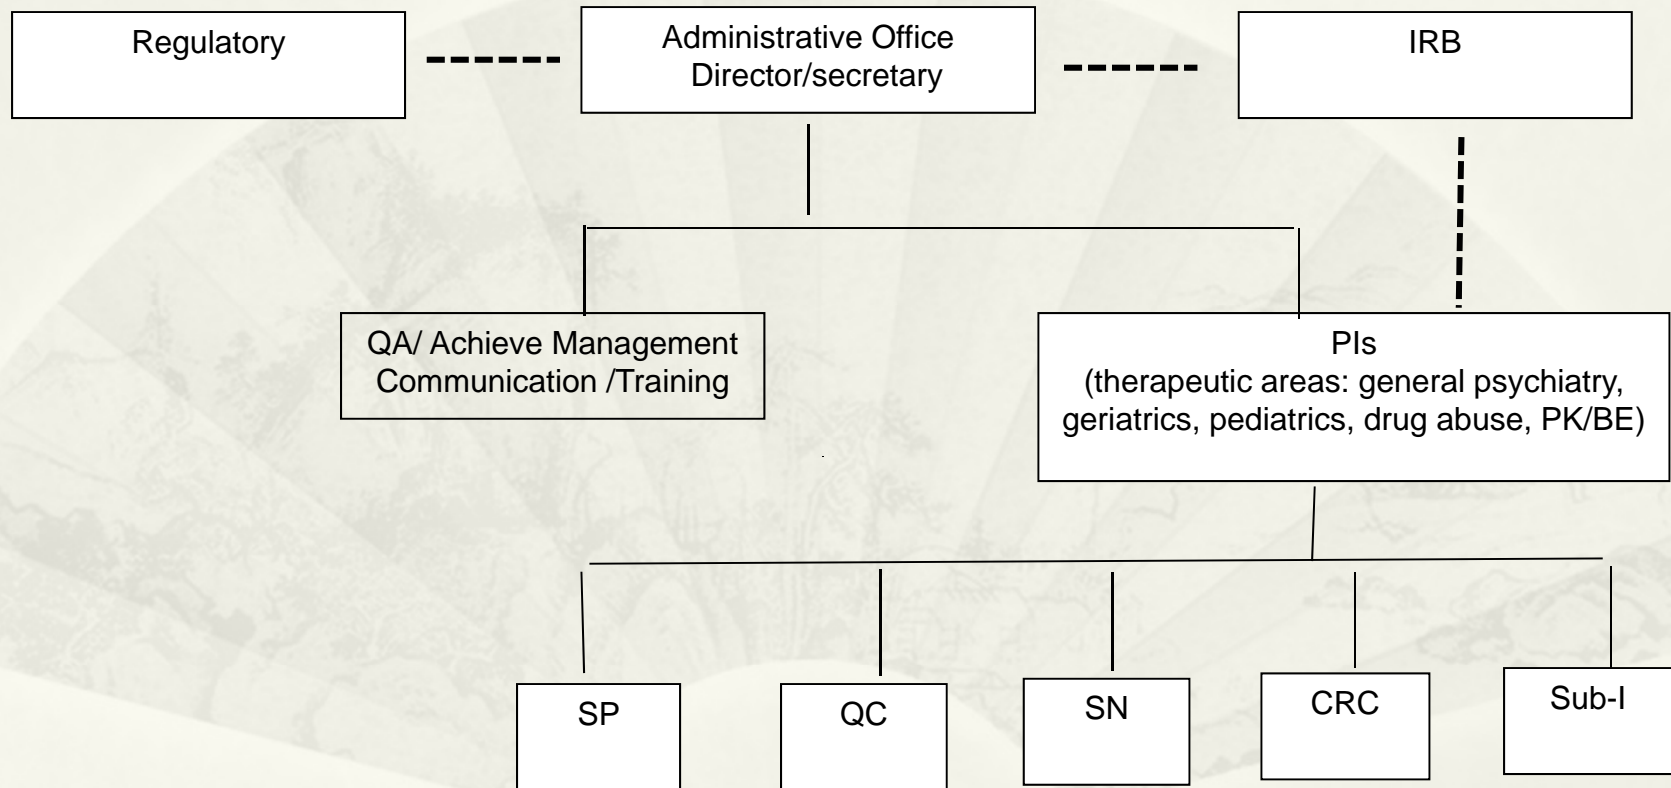 Regulatory
Administrative Office
Director/secretary
IRB
QA/ Achieve Management
Communication /Training
PIs
(therapeutic areas: general psychiatry,
geriatrics, pediatrics, drug abuse, PK/BE)
SP
QC
SN
CRC
Sub-I